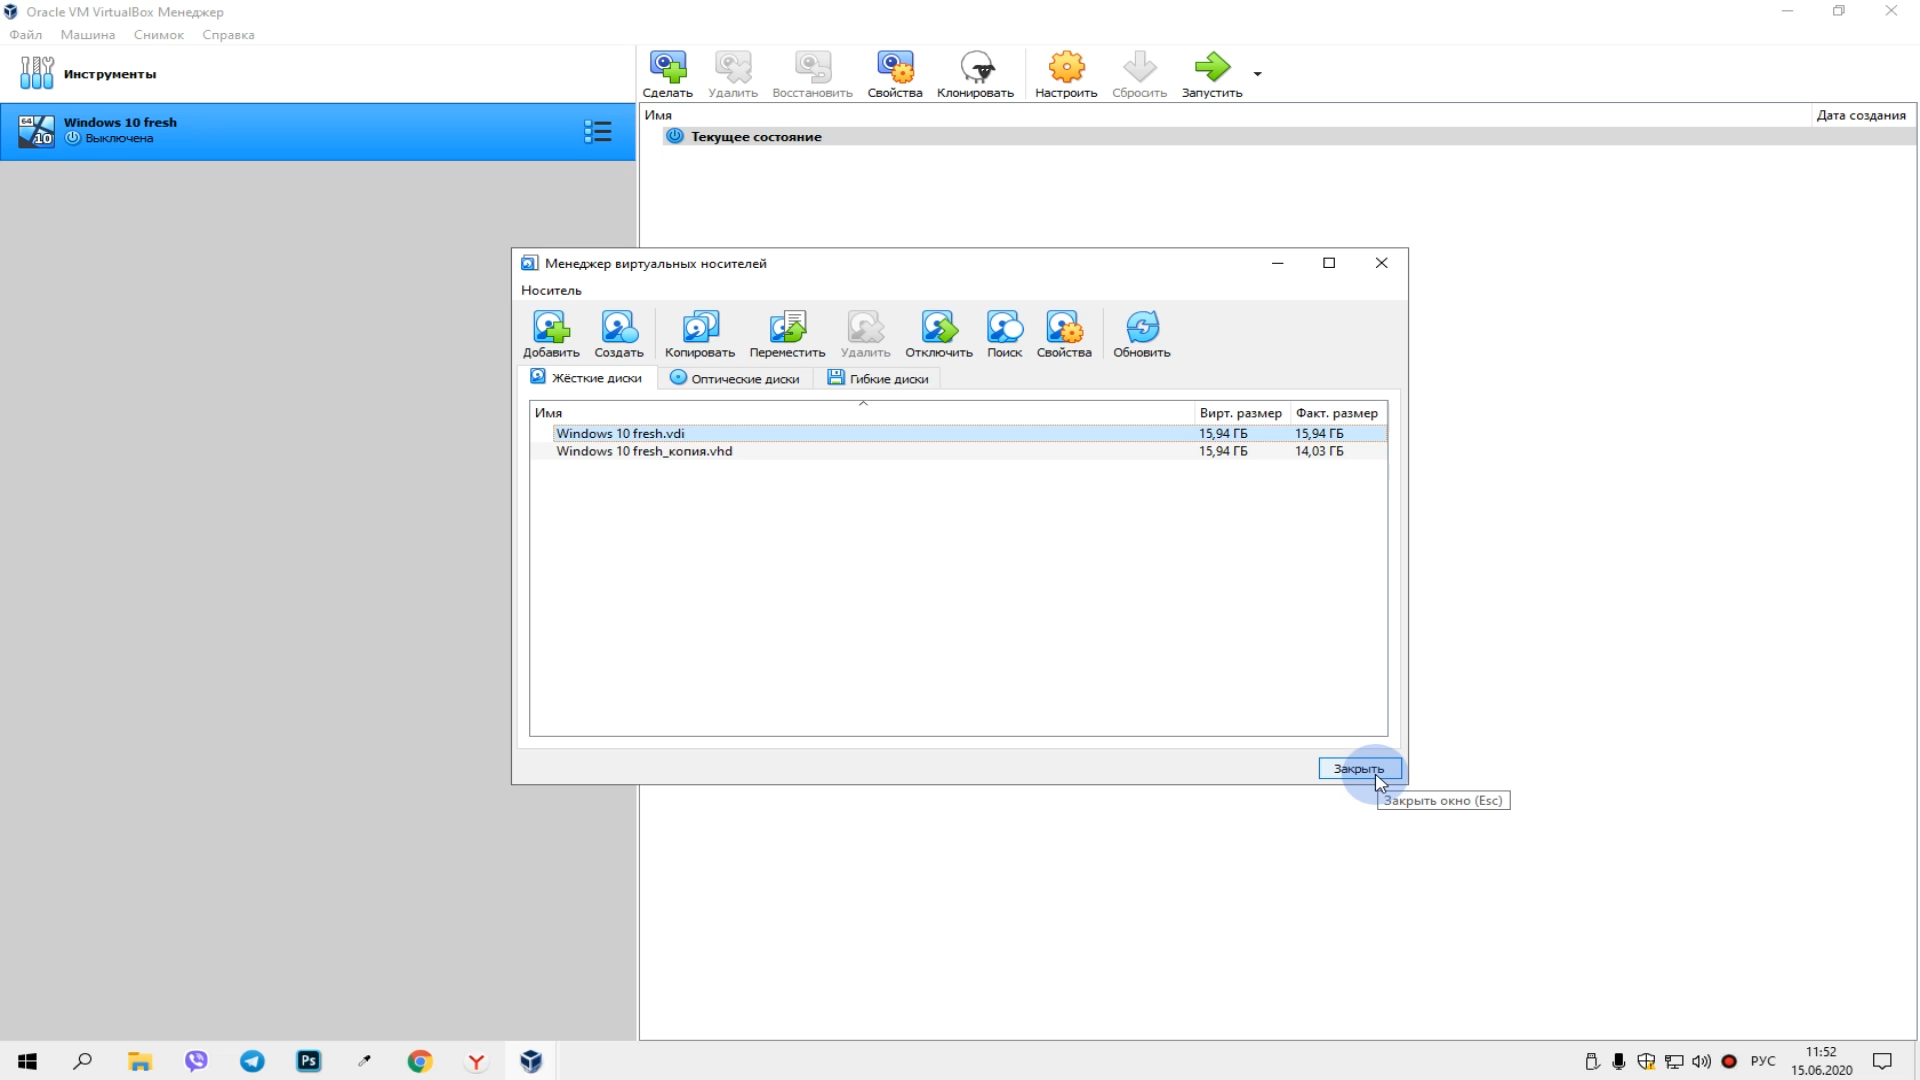 Oracle VM VirtualBox Менеджер
Файл Машина Снимок Справка
Инструменты
Сделать Удалить Восстановить Свойства Клонировать Настроить Сбросить Запустить
64
10
Windows 10 fresh
Выключена
Имя Дата создания
Текущее состояние
Менеджер виртуальных носителей
Носитель
Добавить Создать Копировать Переместить Удалить Отключить Поиск Свойства Обновить
Жёсткие диски Оптические диски Гибкие диски
Имя Вирт. размер Факт. размер
Windows 10 fresh.vdi 15,94 ГБ 15,94 ГБ
Windows 10 fresh_копия.vhd 15,94 ГБ 14,03 ГБ
Закрыть
Закрыть окно (Esc)
Ps
Y
РУС
11:52
15.06.2020